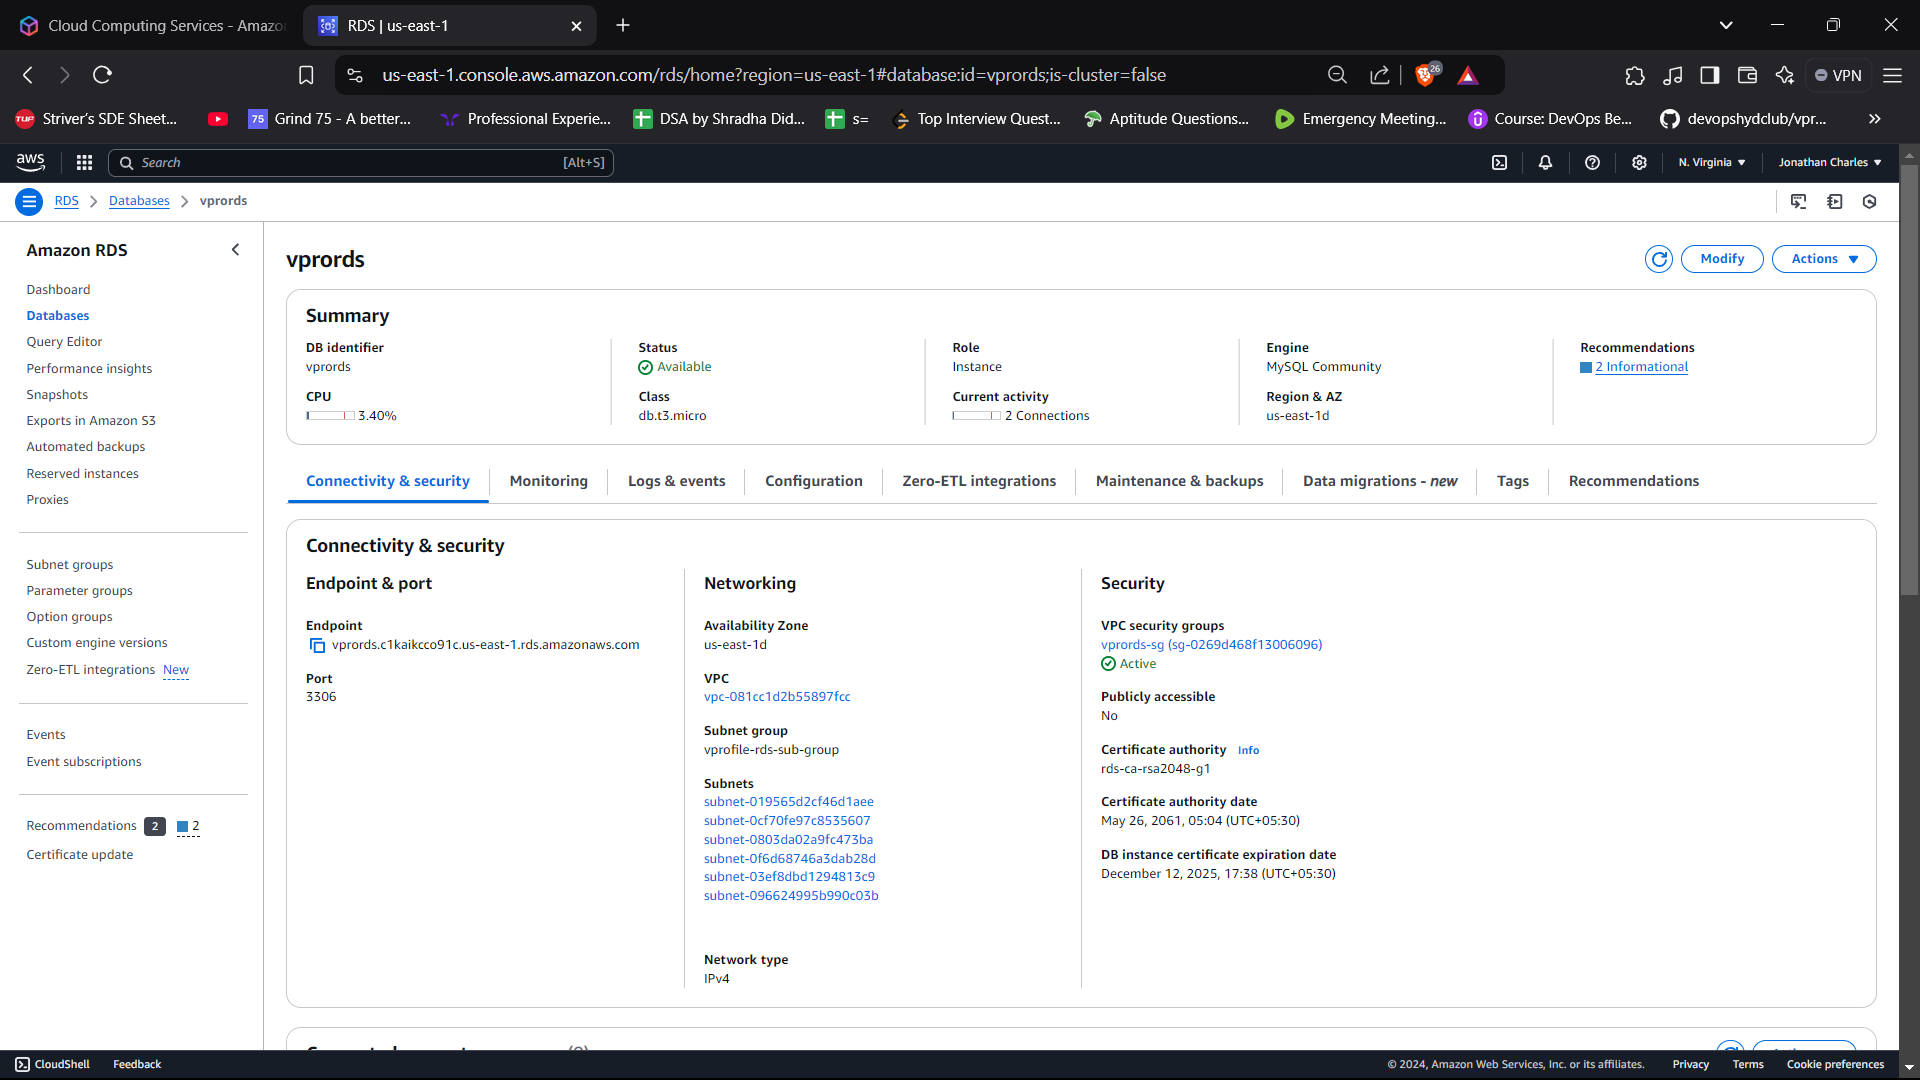 Cloud Computing Services - Amazo
RDS | us-east-1
us-east-1.console.aws.amazon.com/rds/home?region=us-east-1#database:id=vprords;is-cluster=false
26
VPN
TUF Striver's SDE Sheet...
75 Grind 75 - A better...
Professional Experie...
DSA by Shradha Did...
s=
Top Interview Quest...
Aptitude Questions...
Emergency Meeting...
Course: DevOps Be...
devopshydclub/vpr...
aws
Search
[Alt+S]
N. Virginia
Jonathan Charles
RDS
Databases
vprords
Amazon RDS
Dashboard
Databases
Query Editor
Performance insights
Snapshots
Exports in Amazon S3
Automated backups
Reserved instances
Proxies
Subnet groups
Parameter groups
Option groups
Custom engine versions
Zero-ETL integrations New
Events
Event subscriptions
Recommendations 2 2
Certificate update
vprords
Modify
Actions
Summary
DB identifier
vprords
CPU
3.40%
Status
Available
Class
db.t3.micro
Role
Instance
Current activity
2 Connections
Engine
MySQL Community
Region & AZ
us-east-1d
Recommendations
2 Informational
Connectivity & security
Monitoring
Logs & events
Configuration
Zero-ETL integrations
Maintenance & backups
Data migrations - new
Tags
Recommendations
Connectivity & security
Endpoint & port
Endpoint
vprords.c1kaikcco91c.us-east-1.rds.amazonaws.com
Port
3306
Networking
Availability Zone
us-east-1d
VPC
vpc-081cc1d2b55897fcc
Subnet group
vprofile-rds-sub-group
Subnets
subnet-019565d2cf46d1aee
subnet-0cf70fe97c8535607
subnet-0803da02a9fc473ba
subnet-0f6d68746a3dab28d
subnet-03ef8dbd1294813c9
subnet-096624995b990c03b
Network type
IPv4
Security
VPC security groups
vprords-sg (sg-0269d468f13006096)
Active
Publicly accessible
No
Certificate authority Info
rds-ca-rsa2048-g1
Certificate authority date
May 26, 2061, 05:04 (UTC+05:30)
DB instance certificate expiration date
December 12, 2025, 17:38 (UTC+05:30)
CloudShell
Feedback
© 2024, Amazon Web Services, Inc. or its affiliates.
Privacy
Terms
Cookie preferences